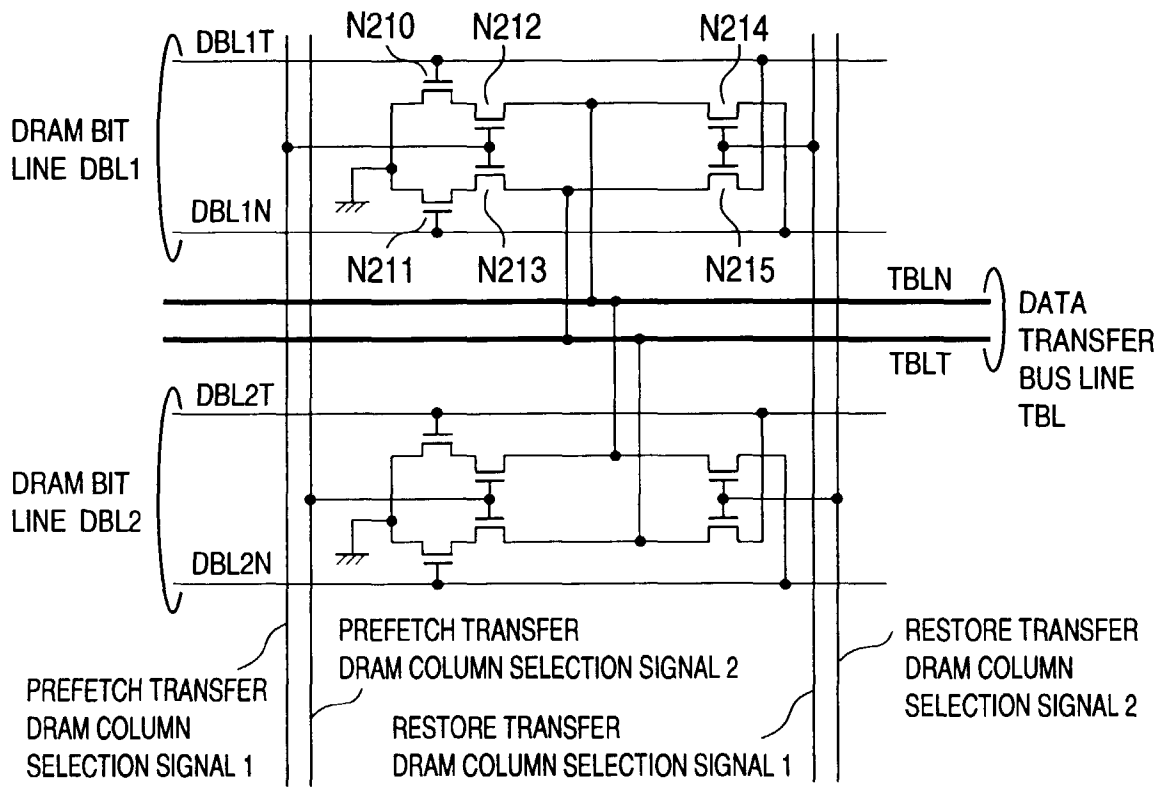 N210
N212
N214
DBL1T
DRAM BIT
LINE DBL1
DBL1N
N211
N213
N215
TBLN
TBLT
DATA
TRANSFER
BUS LINE
TBL
DBL2T
DRAM BIT
LINE DBL2
DBL2N
PREFETCH TRANSFER
DRAM COLUMN SELECTION SIGNAL 2
RESTORE TRANSFER
DRAM COLUMN
SELECTION SIGNAL 2
PREFETCH TRANSFER
DRAM COLUMN
SELECTION SIGNAL 1
RESTORE TRANSFER
DRAM COLUMN SELECTION SIGNAL 1